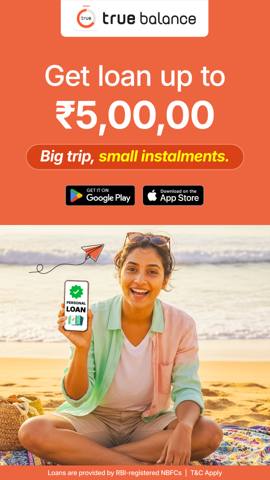 true
true balance
Get loan up to
₹5,00,00
Big trip, small instalments.
GET IT ON
Google Play
Download on the
App Store
PERSONAL
LOAN
Loans are provided by RBI-registered NBFCs | T&C Apply